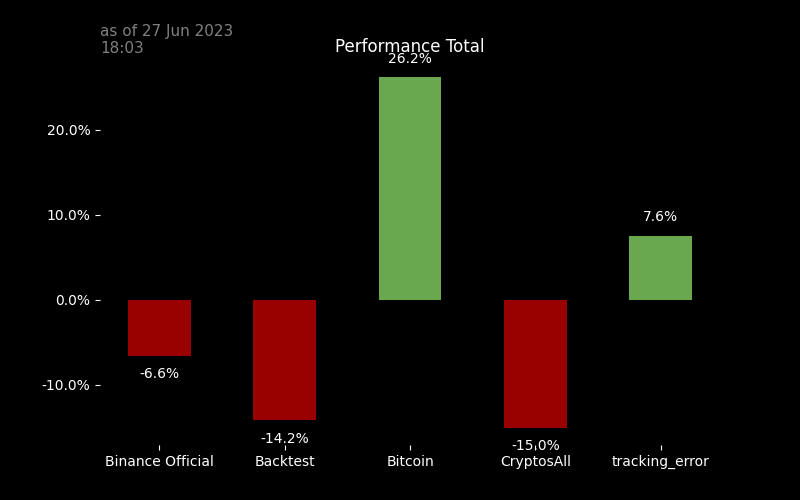 as of 27 Jun 2023
18:03
Performance Total
26.2%
20.0%
10.0%
7.6%
0.0%
-6.6%
-10.0%
-14.2%
-15.0%
Binance Official
Backtest
Bitcoin
CryptosAll
tracking_error